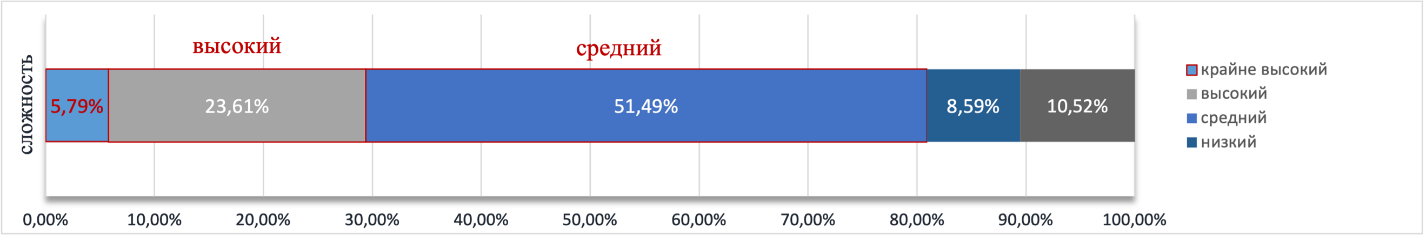 высокий
средний
сложность
5,79%
23,61%
51,49%
8,59%
10,52%
крайне высокий
высокий
средний
низкий
0,00%
10,00%
20,00%
30,00%
40,00%
50,00%
60,00%
70,00%
80,00%
90,00%
100,00%